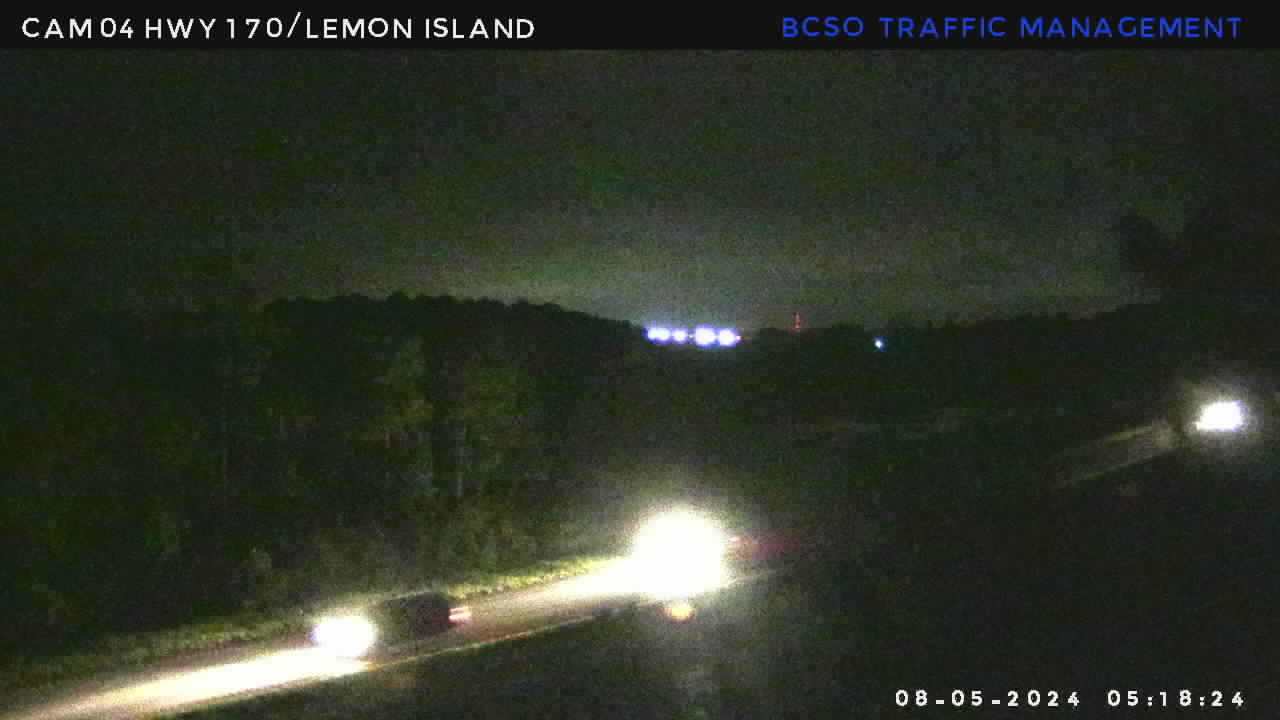 CAM04 HWY 170/LEMON ISLAND
BCSO TRAFFIC MANAGEMENT
08-05-2024 05:18:24